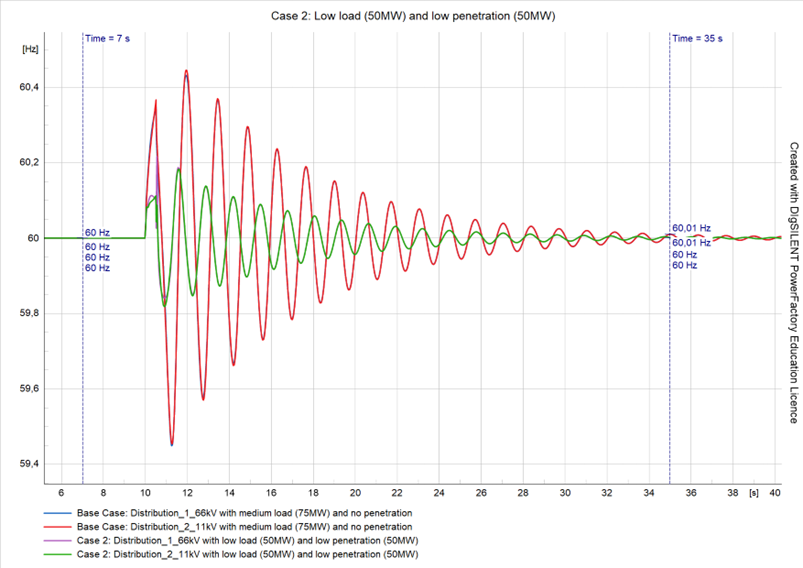 Case 2: Low load (50MW) and low penetration (50MW)
Time = 7 s
Time = 35 s
[Hz]
60,4
60,2
60
59,8
59,6
59,4
60 Hz
60 Hz
60 Hz
60 Hz
60,01 Hz
60,01 Hz
60 Hz
60 Hz
6 8 10 12 14 16 18 20 22 24 26 28 30 32 34 36 38 [s] 40
Created with DIgSILENT PowerFactory Education Licence
Base Case: Distribution_1_66kV with medium load (75MW) and no penetration
Base Case: Distribution_2_11kV with medium load (75MW) and no penetration
Case 2: Distribution_1_66kV with low load (50MW) and low penetration (50MW)
Case 2: Distribution_2_11kV with low load (50MW) and low penetration (50MW)